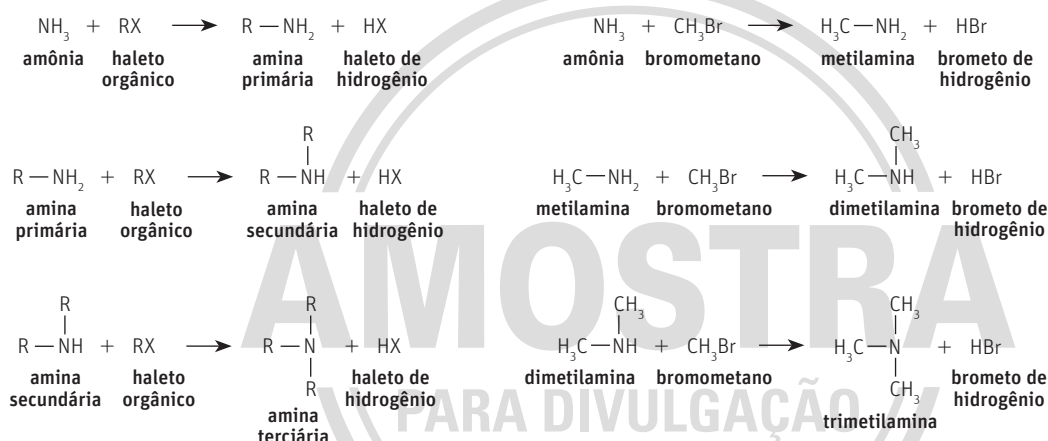 NH₃ + RX ⟶ R — NH₂ + HX
amônia haleto orgânico amina primária haleto de hidrogênio
NH₃ + CH₃Br ⟶ H₃C — NH₂ + HBr
amônia bromometano metilamina brometo de hidrogênio
R
R — NH₂ + RX ⟶ R — NH + HX
amina primária haleto orgânico amina secundária haleto de hidrogênio
CH₃
H₃C — NH₂ + CH₃Br ⟶ H₃C — NH + HBr
metilamina bromometano dimetilamina brometo de hidrogênio
R R
R — NH + RX ⟶ R — N + HX
R
amina secundária haleto orgânico amina terciária haleto de hidrogênio
CH₃ CH₃
H₃C — NH + CH₃Br ⟶ H₃C — N + HBr
CH₃
dimetilamina bromometano trimetilamina brometo de hidrogênio
AMOSTRA
PARA DIVULGAÇÃO